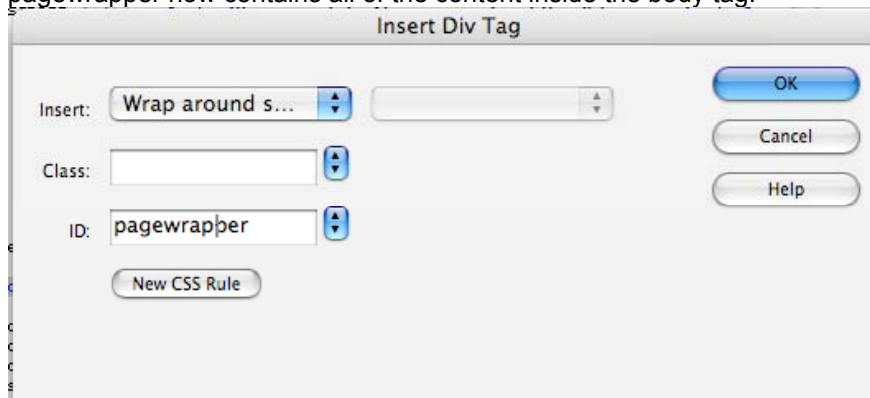 pagewrapper now contains all of the content inside the body tag.
Insert Div Tag
Insert: Wrap around s...
OK
Cancel
Class:
Help
ID: pagewrapper
New CSS Rule